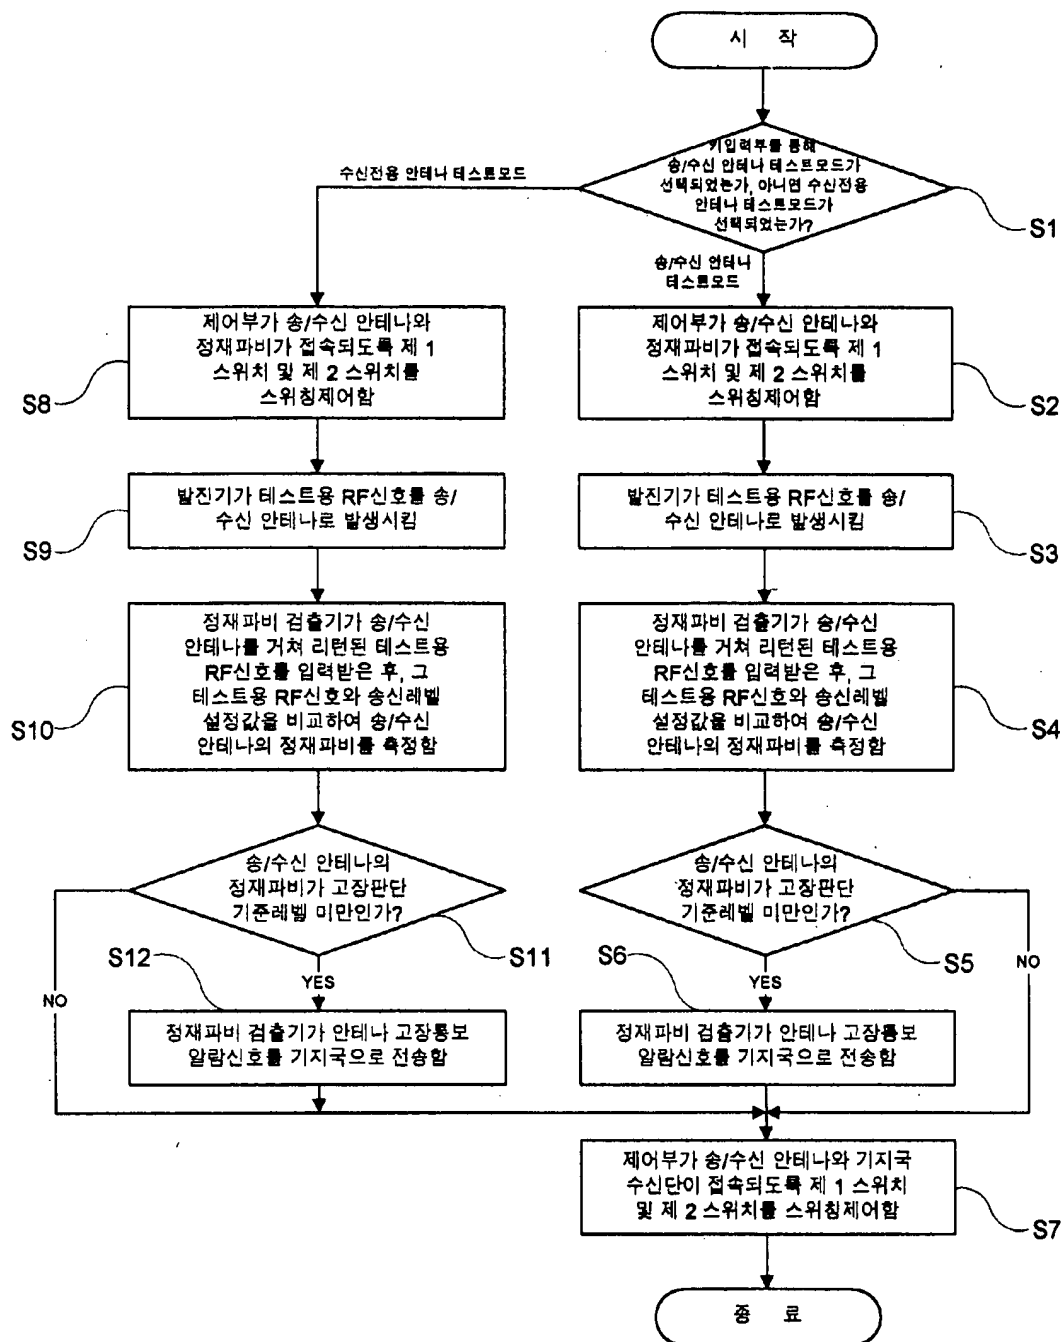 시 작
키입력부를 통해
송/수신 안테나 테스트모드가
선택되었는가, 아니면 수신전용
안테나 테스트모드가
선택되었는가?
S1
수신전용 안테나 테스트모드
송/수신 안테나
테스트모드
제어부가 송/수신 안테나와
정재파비가 접속되도록 제 1
스위치 및 제 2 스위치를
스위칭제어함
S8
제어부가 송/수신 안테나와
정재파비가 접속되도록 제 1
스위치 및 제 2 스위치를
스위칭제어함
S2
발진기가 테스트용 RF신호를 송/
수신 안테나로 발생시킴
S9
발진기가 테스트용 RF신호를 송/
수신 안테나로 발생시킴
S3
정재파비 검출기가 송/수신
안테나를 거쳐 리턴된 테스트용
RF신호를 입력받은 후, 그
테스트용 RF신호와 송신레벨
설정값을 비교하여 송/수신
안테나의 정재파비를 측정함
S10
정재파비 검출기가 송/수신
안테나를 거쳐 리턴된 테스트용
RF신호를 입력받은 후, 그
테스트용 RF신호와 송신레벨
설정값을 비교하여 송/수신
안테나의 정재파비를 측정함
S4
송/수신 안테나의
정재파비가 고장판단
기준레벨 미만인가?
S11
송/수신 안테나의
정재파비가 고장판단
기준레벨 미만인가?
S5
NO
YES
S12
YES
S6
NO
정재파비 검출기가 안테나 고장통보
알람신호를 기지국으로 전송함
정재파비 검출기가 안테나 고장통보
알람신호를 기지국으로 전송함
제어부가 송/수신 안테나와 기지국
수신단이 접속되도록 제 1 스위치
및 제 2 스위치를 스위칭제어함
S7
종 료